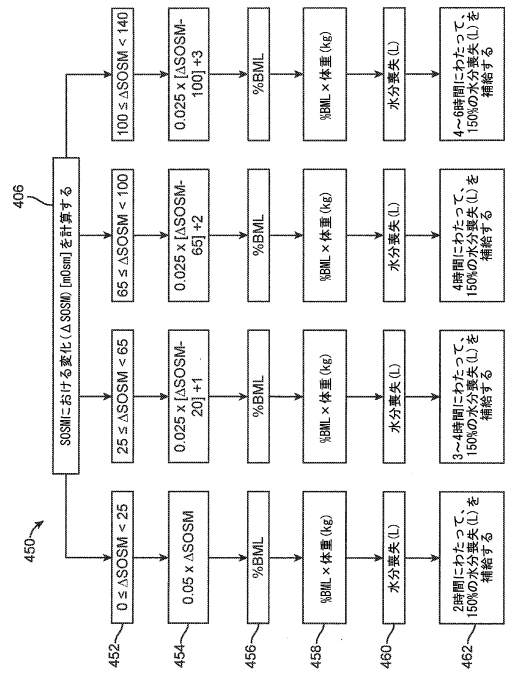 450
406
SOSMにおける変化(ΔSOSM)[mOsm]を計算する
452
0 ≤ ΔSOSM < 25
25 ≤ ΔSOSM < 65
65 ≤ ΔSOSM < 100
100 ≤ ΔSOSM < 140
454
0.05 x ΔSOSM
0.025 x [ΔSOSM-
20] +1
0.025 x [ΔSOSM-
65] +2
0.025 x [ΔSOSM-
100] +3
456
%BML
%BML
%BML
%BML
458
%BML×体重(kg)
%BML×体重(kg)
%BML×体重(kg)
%BML×体重(kg)
460
水分喪失(L)
水分喪失(L)
水分喪失(L)
水分喪失(L)
462
2時間にわたって、
150%の水分喪失(L)を
補給する
3~4時間にわたって、
150%の水分喪失(L)を
補給する
4時間にわたって、
150%の水分喪失(L)を
補給する
4~6時間にわたって、
150%の水分喪失(L)を
補給する